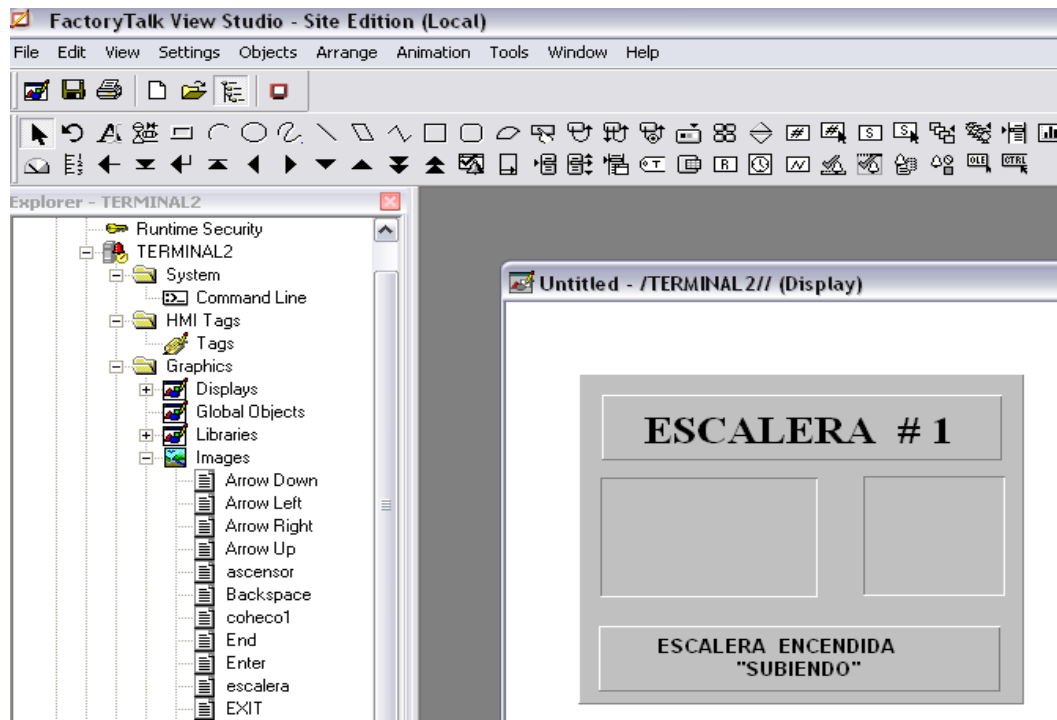 FactoryTalk View Studio - Site Edition (Local)
File Edit View Settings Objects Arrange Animation Tools Window Help
Explorer - TERMINAL2
Runtime Security
TERMINAL2
System
Command Line
HMI Tags
Tags
Graphics
Displays
Global Objects
Libraries
Images
Arrow Down
Arrow Left
Arrow Right
Arrow Up
ascensor
Backspace
coheco1
End
Enter
escalera
EXIT
Untitled - /TERMINAL2// (Display)
ESCALERA # 1
ESCALERA ENCENDIDA
"SUBIENDO"